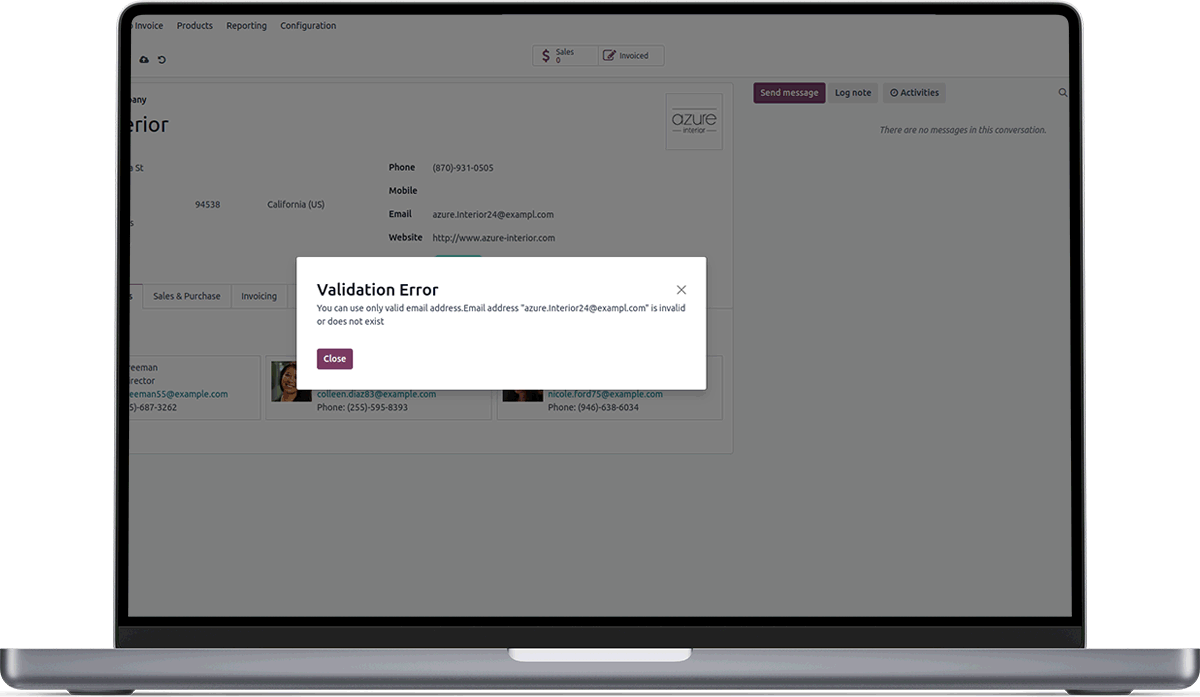 Invoice Products Reporting Configuration
Sales
0
Invoiced
Send message Log note Activities
There are no messages in this conversation.
azure
interior
St
Phone (870)-931-0505
Mobile
94538 California (US)
Email azure.Interior24@exampl.com
Website http://www.azure-interior.com
Sales & Purchase Invoicing
Validation Error
You can use only valid email address.Email address "azure.Interior24@exampl.com" is invalid
or does not exist
Close
reeman
rector
eeman55@example.com
5)-687-3262
colleen.diaz83@example.com
Phone: (255)-595-8393
nicole.ford75@example.com
Phone: (946)-638-6034